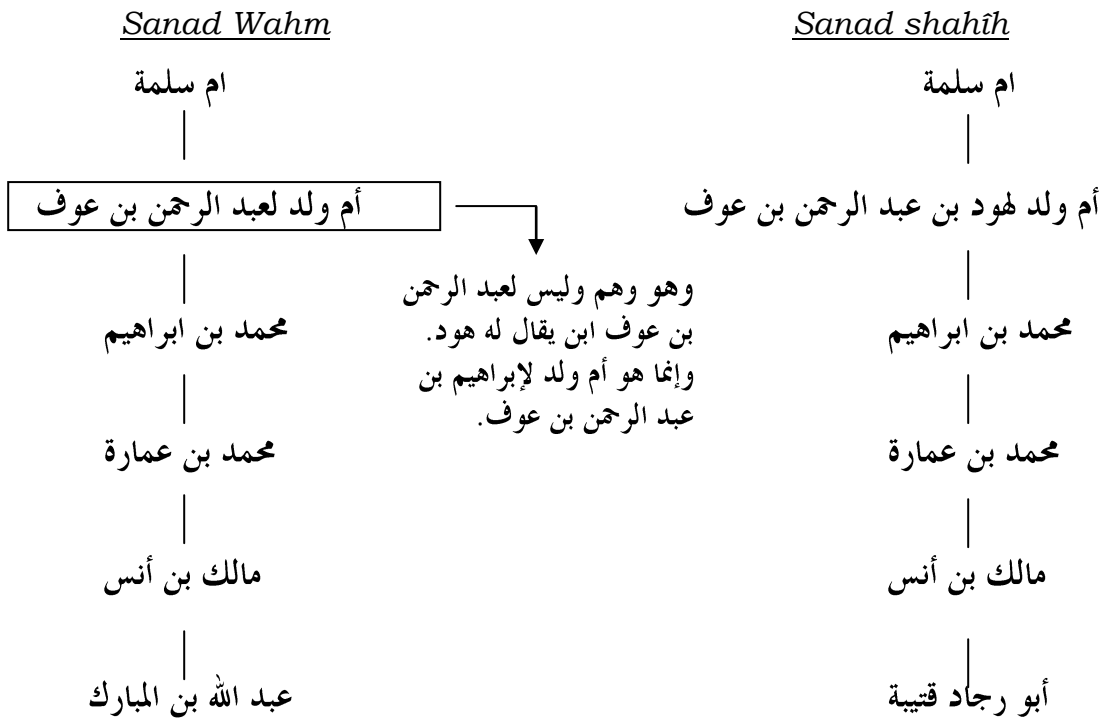 Sanad Wahm
Sanad shahîh
ام سلمة
ام سلمة
أم ولد لعبد الرحمن بن عوف
أم ولد لهود بن عبد الرحمن بن عوف
وهو وهم وليس لعبد الرحمن
بن عوف ابن يقال له هود.
وإنما هو أم ولد لإبراهيم بن
عبد الرحمن بن عوف.
محمد بن ابراهيم
محمد بن ابراهيم
محمد بن عمارة
محمد بن عمارة
مالك بن أنس
مالك بن أنس
عبد الله بن المبارك
أبو رجاد قتيبة